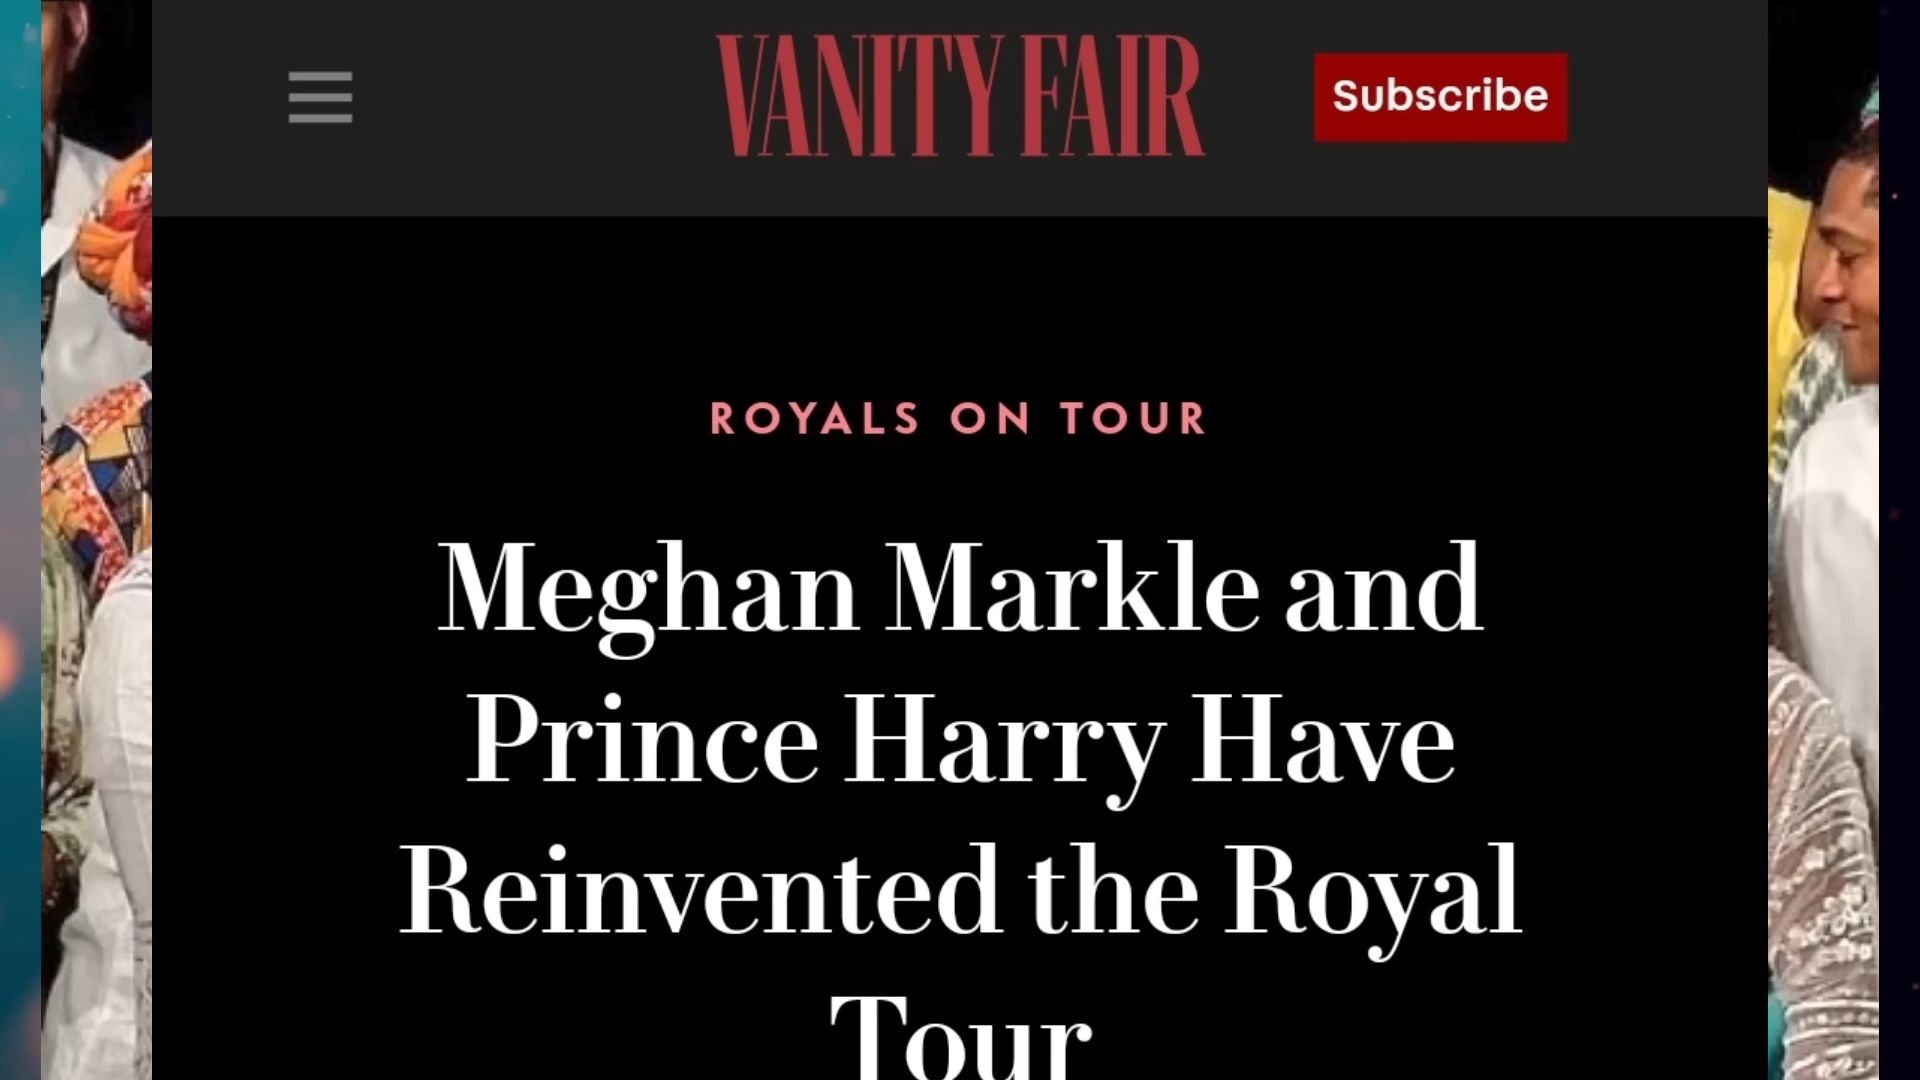 VANITY FAIR
Subscribe
ROYALS ON TOUR
Meghan Markle and
Prince Harry Have
Reinvented the Royal
Tour